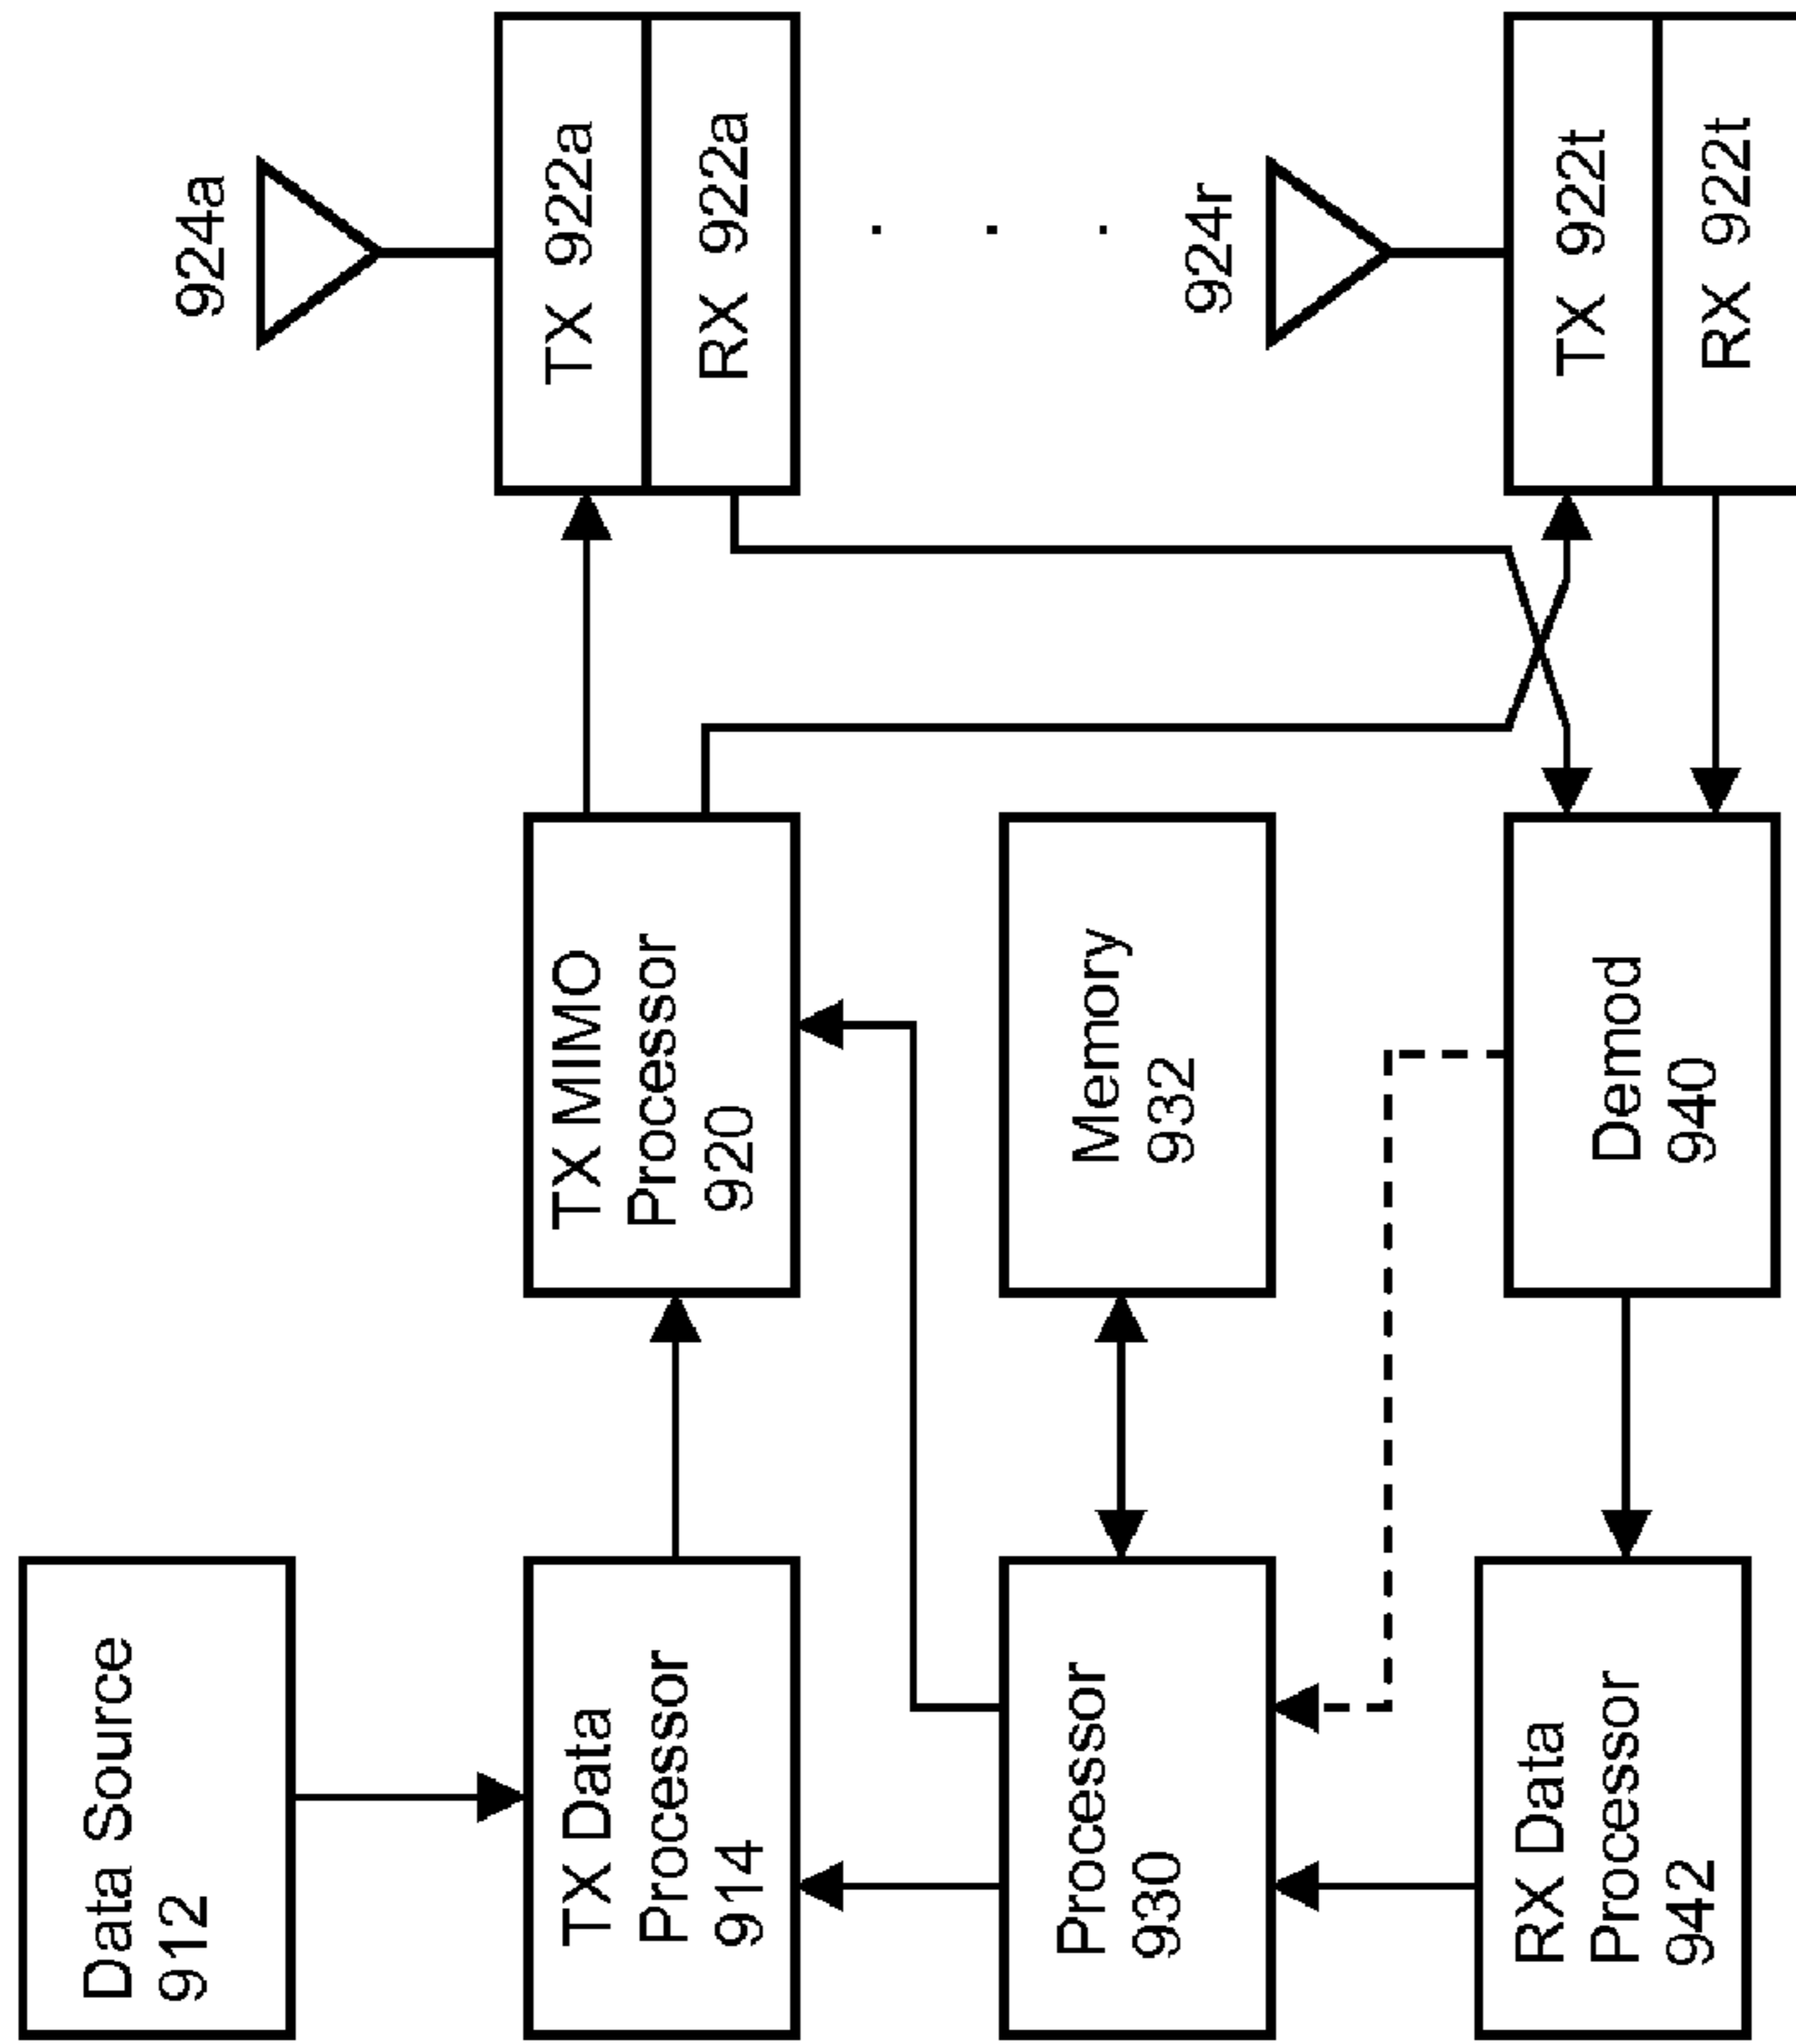 Data Source
912
TX Data
Processor
914
TX MIMO
Processor
920
924a
TX 922a
RX 922a
Processor
930
Memory
932
924r
TX 922t
RX 922t
RX Data
Processor
942
Demod
940